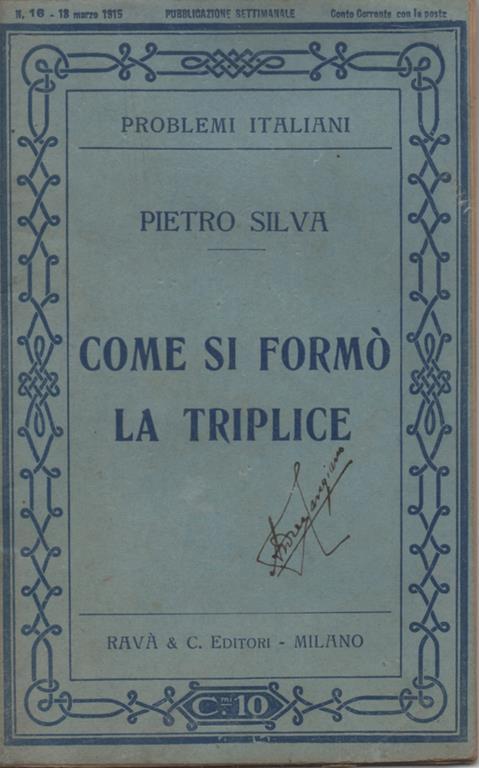 N. 16 - 18 marzo 1915 PUBBLICAZIONE SETTIMANALE Conto Corrente con la posta
PROBLEMI ITALIANI
PIETRO SILVA
COME SI FORMÒ
LA TRIPLICE
RAVÀ & C. EDITORI - MILANO
C.mi 10